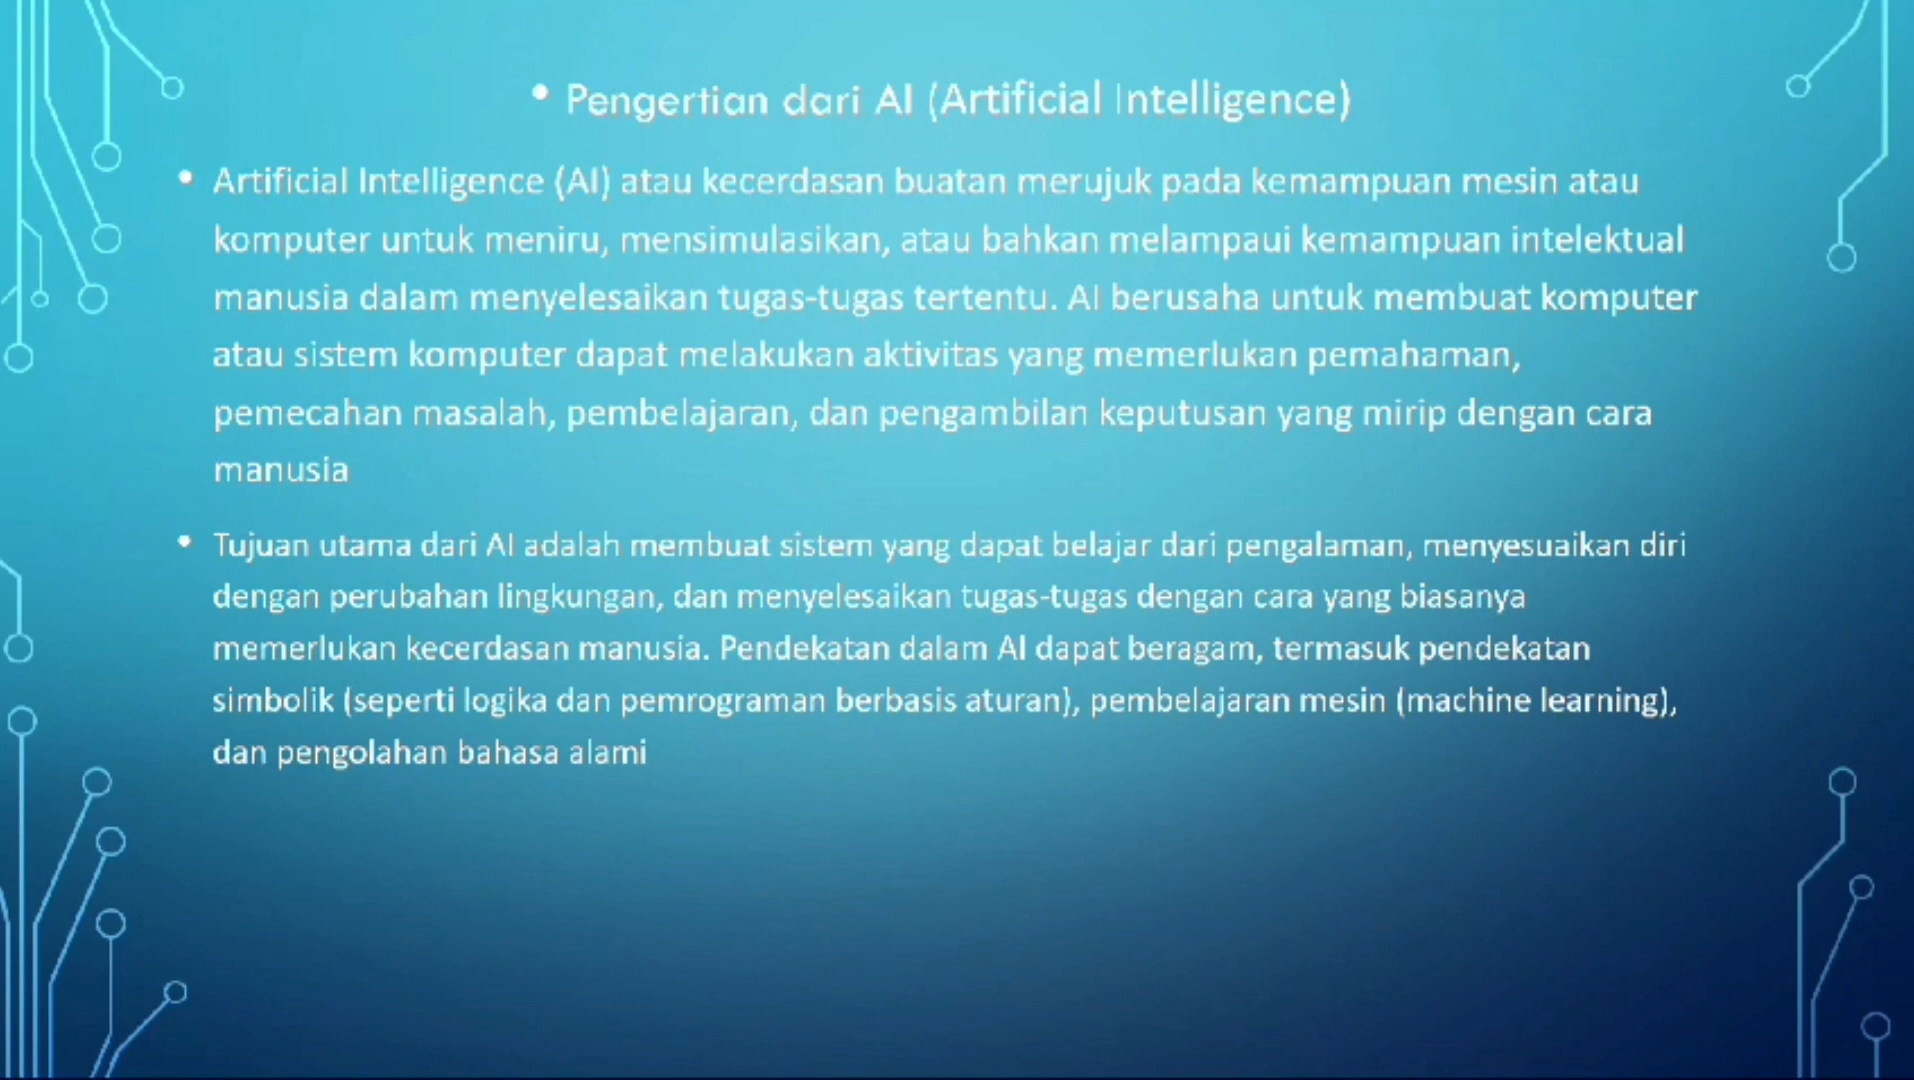 • Pengertian dari AI (Artificial Intelligence)
• Artificial Intelligence (AI) atau kecerdasan buatan merujuk pada kemampuan mesin atau
komputer untuk meniru, mensimulasikan, atau bahkan melampaui kemampuan intelektual
manusia dalam menyelesaikan tugas-tugas tertentu. AI berusaha untuk membuat komputer
atau sistem komputer dapat melakukan aktivitas yang memerlukan pemahaman,
pemecahan masalah, pembelajaran, dan pengambilan keputusan yang mirip dengan cara
manusia
• Tujuan utama dari AI adalah membuat sistem yang dapat belajar dari pengalaman, menyesuaikan diri
dengan perubahan lingkungan, dan menyelesaikan tugas-tugas dengan cara yang biasanya
memerlukan kecerdasan manusia. Pendekatan dalam AI dapat beragam, termasuk pendekatan
simbolik (seperti logika dan pemrograman berbasis aturan), pembelajaran mesin (machine learning),
dan pengolahan bahasa alami